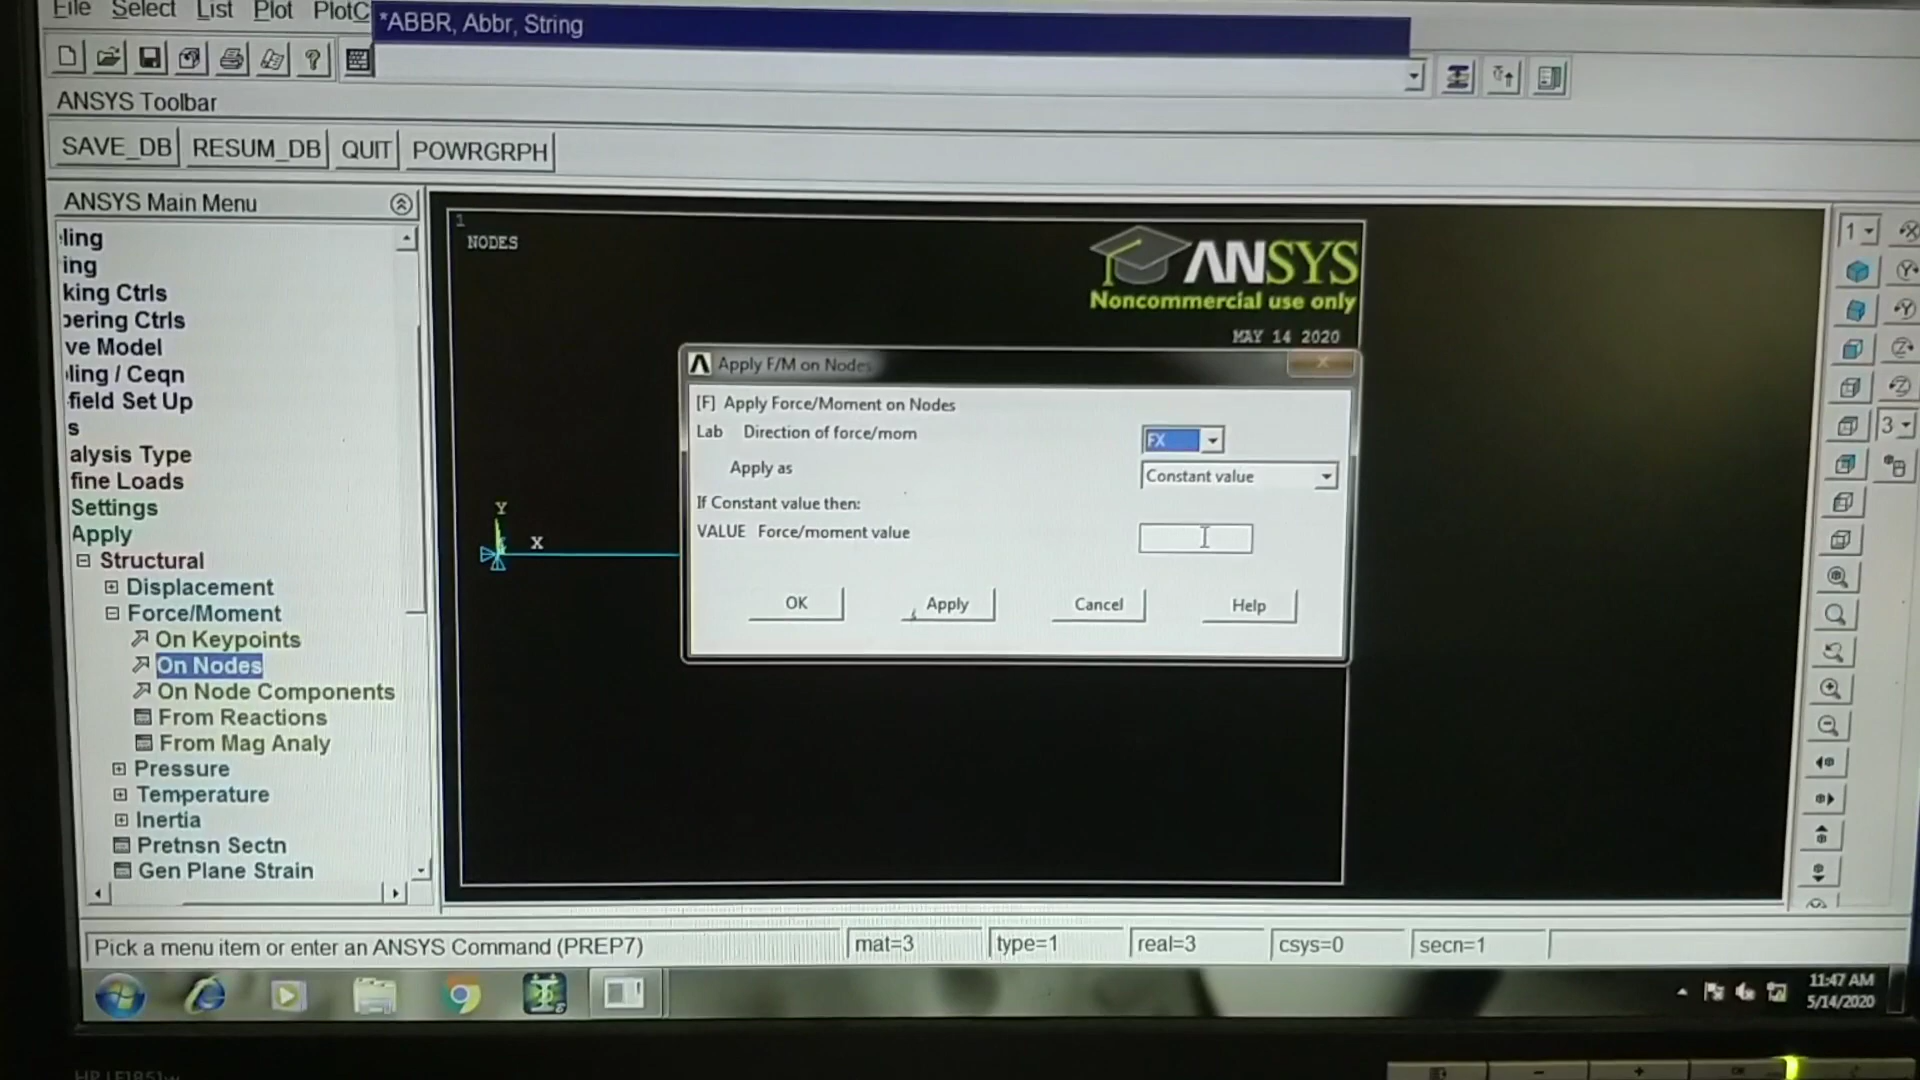 File Select List Plot PlotC
*ABBR, Abbr, String
ANSYS Toolbar
SAVE_DB RESUM_DB QUIT POWRGRPH
ANSYS Main Menu
ling
ing
king Ctrls
pering Ctrls
ve Model
ling / Ceqn
field Set Up
s
alysis Type
fine Loads
Settings
Apply
Structural
Displacement
Force/Moment
On Keypoints
On Nodes
On Node Components
From Reactions
From Mag Analy
Pressure
Temperature
Inertia
Pretnsn Sectn
Gen Plane Strain
1
NODES
ANSYS
Noncommercial use only
MAY 14 2020
Y
X
Apply F/M on Nodes
[F] Apply Force/Moment on Nodes
Lab Direction of force/mom FX
Apply as Constant value
If Constant value then:
VALUE Force/moment value
OK Apply Cancel Help
1
3
Pick a menu item or enter an ANSYS Command (PREP7) mat=3 type=1 real=3 csys=0 secn=1
11:47 AM
5/14/2020